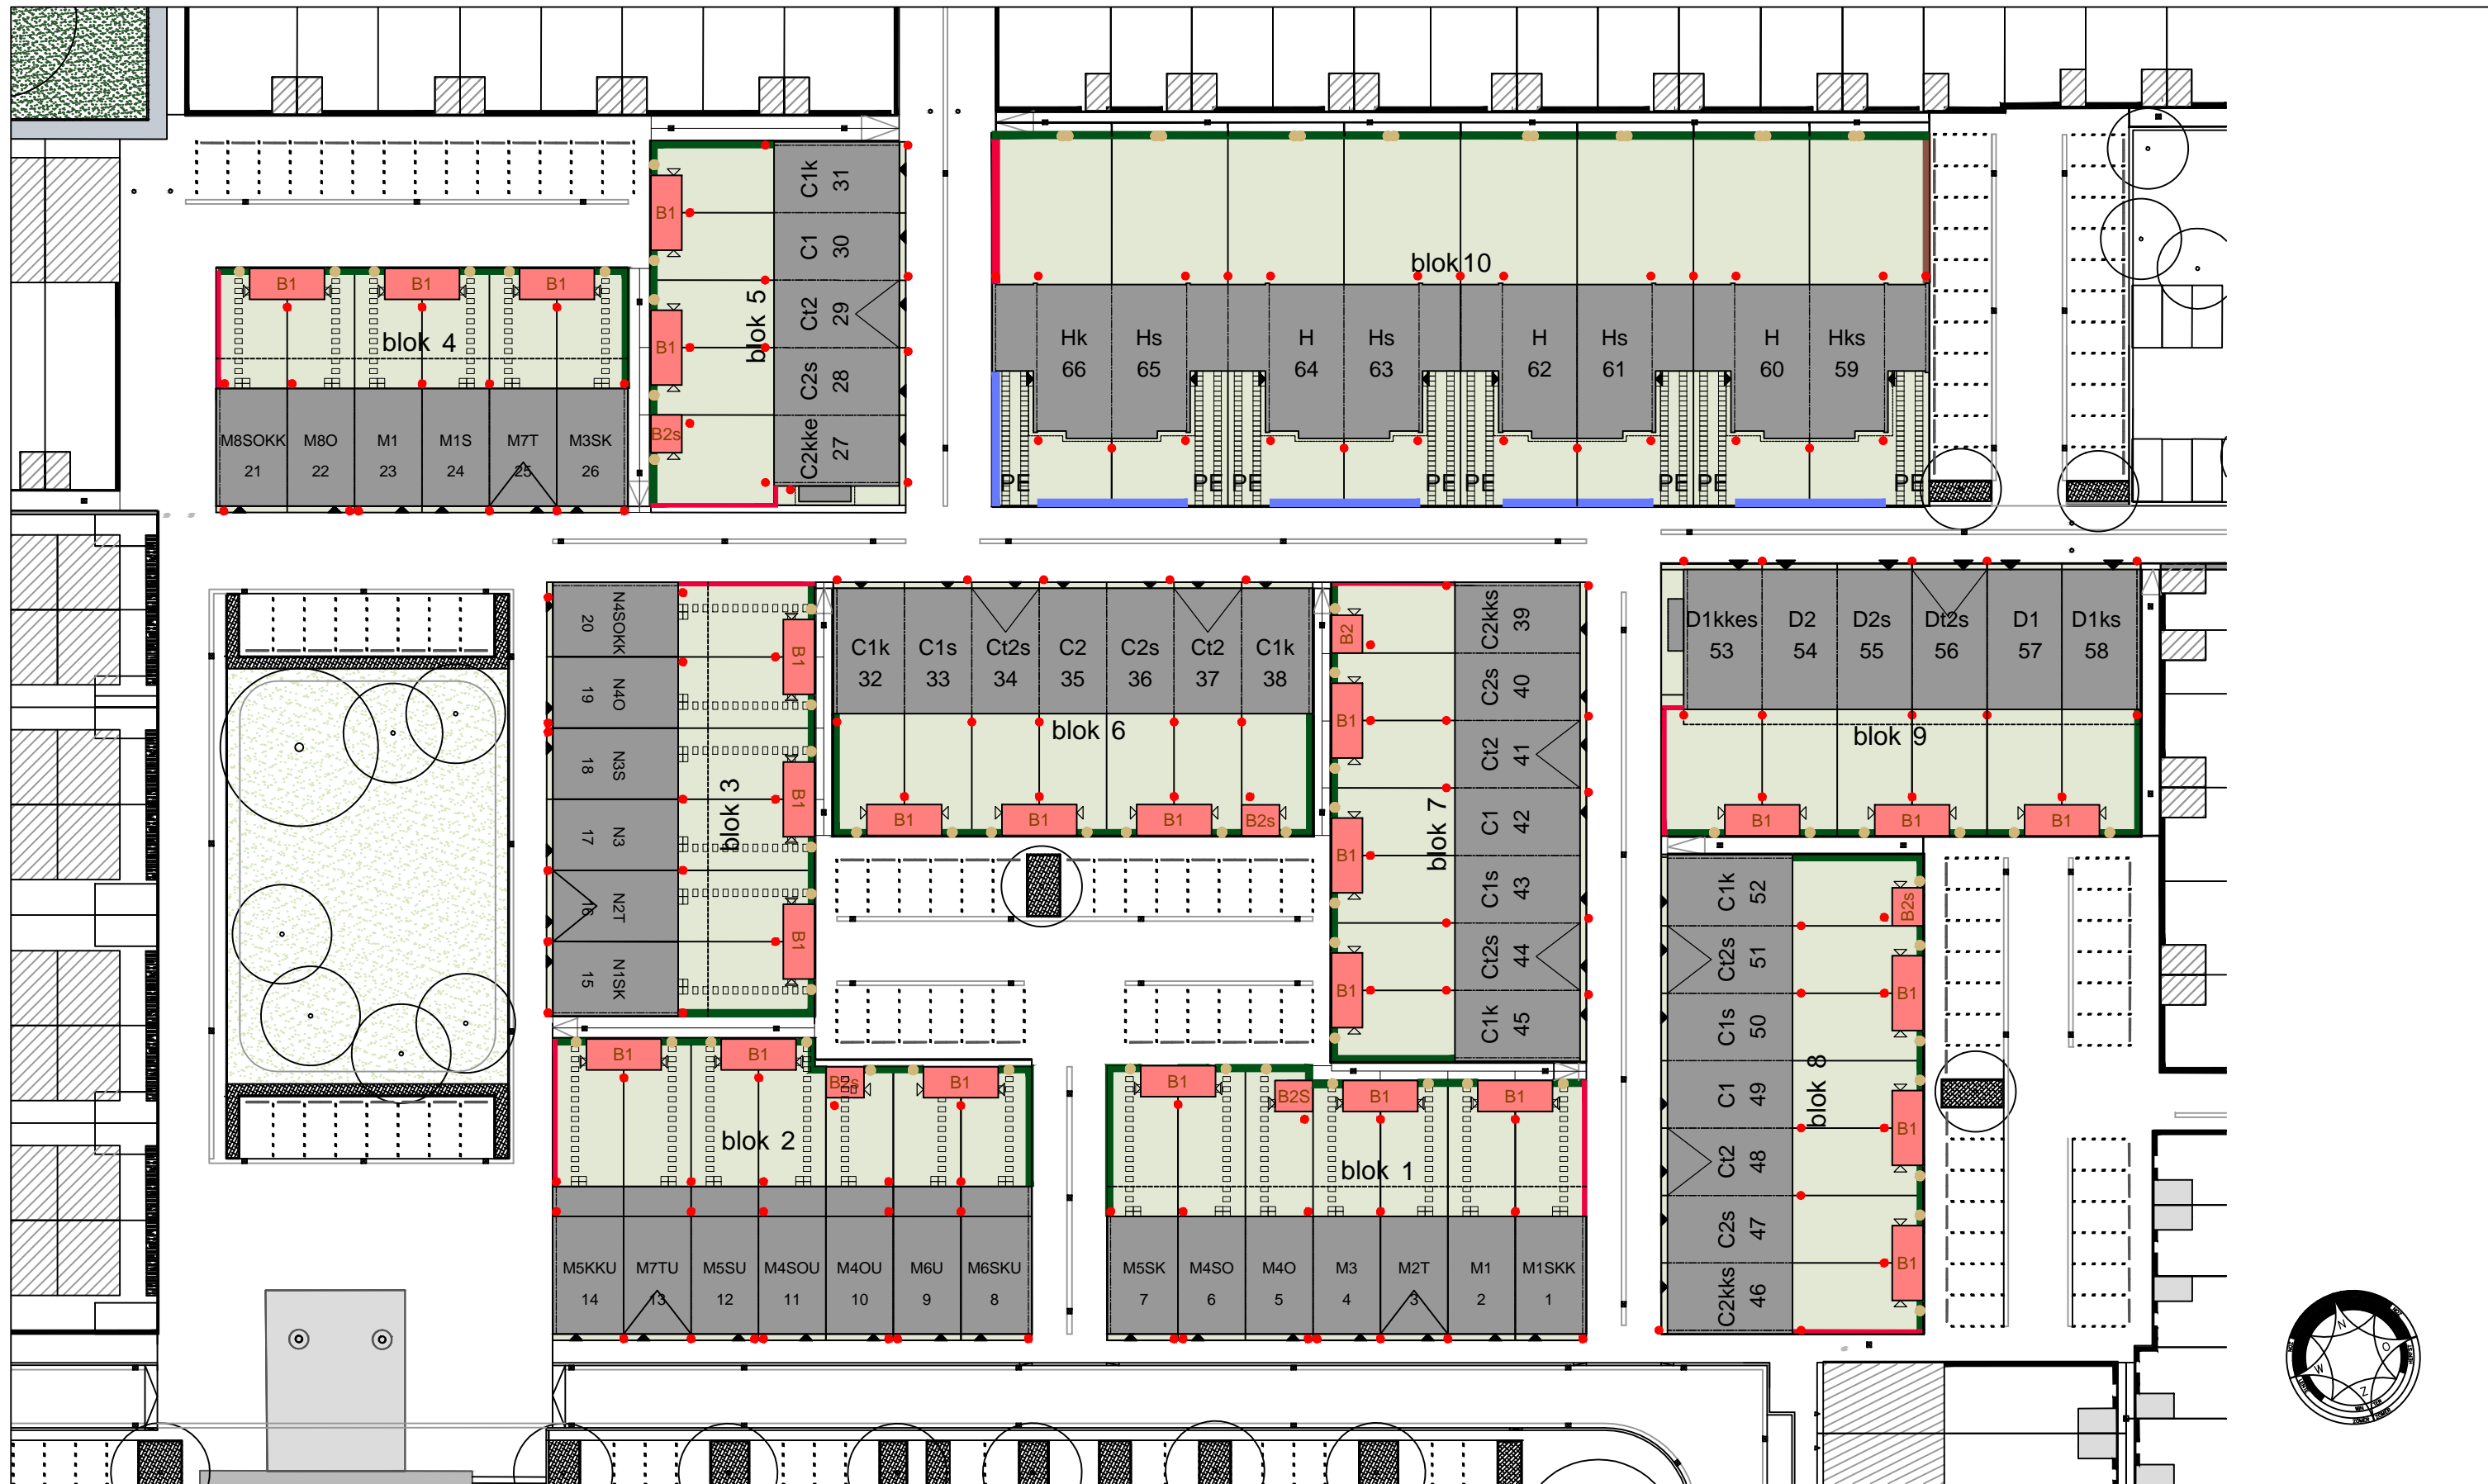 blok 10
Hk
66
Hs
65
H
64
Hs
63
H
62
Hs
61
H
60
Hks
59
PE
PE PE
PE PE
PE PE
PE
blok 5
C1k
31
C1
30
Ct2
29
C2s
28
C2kke
27
B1
B1
B2s
blok 4
B1
B1
B1
M8SOKK
21
M8O
22
M1
23
M1S
24
M7T
25
M3SK
26
blok 3
N4SOKK
20
N4O
19
N3S
18
N3
17
N2T
16
N1SK
15
B1
B1
B1
blok 6
C1k
32
C1s
33
Ct2s
34
C2
35
C2s
36
Ct2
37
C1k
38
B1
B1
B1
B2s
blok 7
C2kks
39
C2s
40
Ct2
41
C1
42
C1s
43
Ct2s
44
C1k
45
B2
B1
B1
B1
blok 9
D1kkes
53
D2
54
D2s
55
Dt2s
56
D1
57
D1ks
58
B1
B1
B1
blok 8
C1k
52
Ct2s
51
C1s
50
C1
49
Ct2
48
C2s
47
C2kks
46
B2s
B1
B1
B1
blok 2
B1
B1
B2s
B1
M5KKU
14
M7TU
13
M5SU
12
M4SOU
11
M4OU
10
M6U
9
M6SKU
8
blok 1
B1
B2S
B1
B1
M5SK
7
M4SO
6
M4O
5
M3
4
M2T
3
M1
2
M1SKK
1
N
O
W
Z